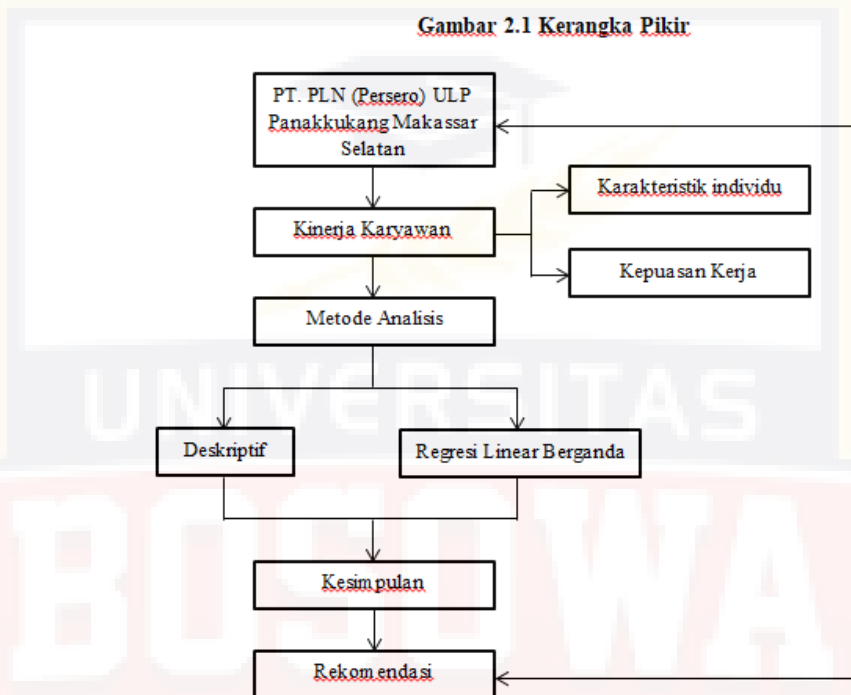 Gambar 2.1 Kerangka Pikir
PT. PLN (Persero) ULP
Panakkukang Makassar
Selatan
Karakteristik individu
Kinerja Karyawan
Kepuasan Kerja
Metode Analisis
Deskriptif
Regresi Linear Berganda
Kesimpulan
Rekomendasi
UNIVERSITAS
BOSOWA